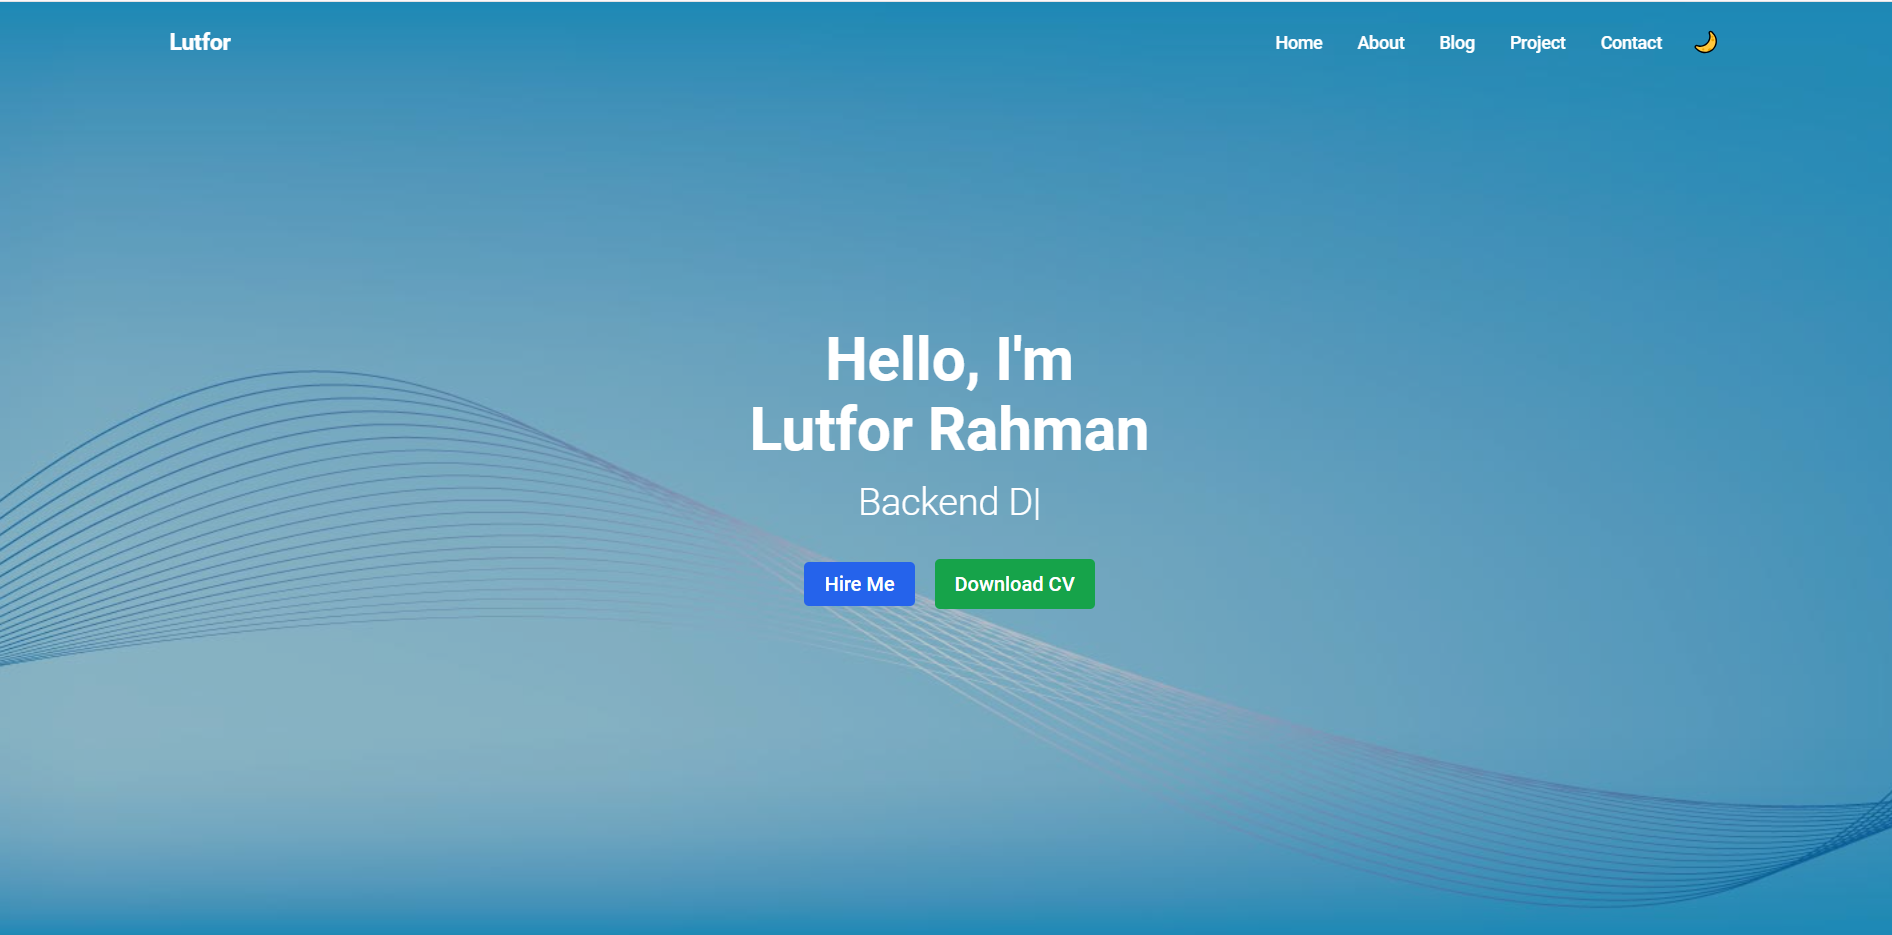 Lutfor
Home About Blog Project Contact
Hello, I'm
Lutfor Rahman
Backend D|
Hire Me Download CV